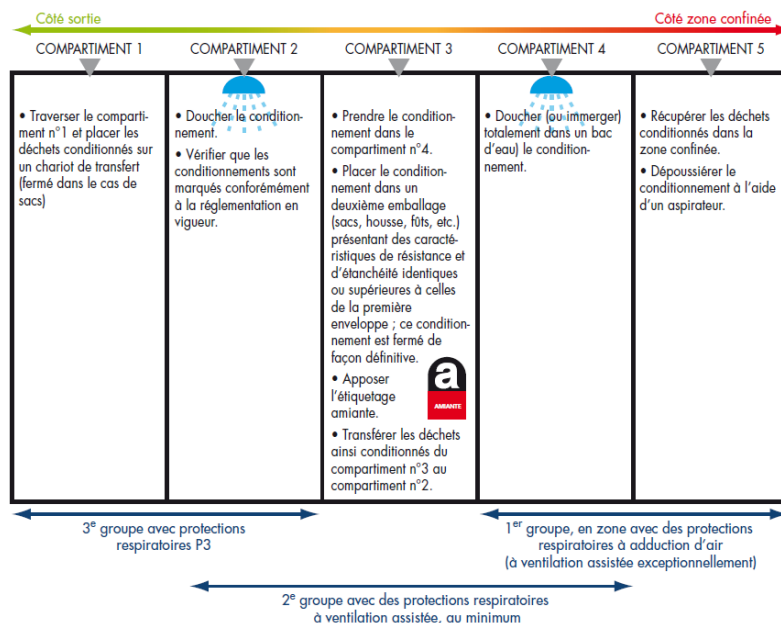 Côté sortie
Côté zone confinée
COMPARTIMENT 1
COMPARTIMENT 2
COMPARTIMENT 3
COMPARTIMENT 4
COMPARTIMENT 5
• Traverser le comparti-
ment n°1 et placer les
déchets conditionnés sur
un chariot de transfert
(fermé dans le cas de
sacs)
• Doucher le condition-
nement.
• Vérifier que les
conditionnements sont
marqués conformément
à la réglementation en
vigueur.
• Prendre le condition-
nement dans le
compartiment n°4.
• Placer le condition-
nement dans un
deuxième emballage
(sacs, housse, fûts, etc.)
présentant des caracté-
ristiques de résistance et
d'étanchéité identiques
ou supérieures à celles
de la première
enveloppe ; ce condition-
nement est fermé de
façon définitive.
• Apposer
l'étiquetage
amiante.
a
AMIANTE
• Transférer les déchets
ainsi conditionnés du
compartiment n°3 au
compartiment n°2.
• Doucher (ou immerger)
totalement dans un bac
d'eau) le condition-
nement.
• Récupérer les déchets
conditionnés dans la
zone confinée.
• Dépoussiérer le
conditionnement à l'aide
d'un aspirateur.
3e groupe avec protections
respiratoires P3
1er groupe, en zone avec des protections
respiratoires à adduction d'air
(à ventilation assistée exceptionnellement)
2e groupe avec des protections respiratoires
à ventilation assistée, au minimum